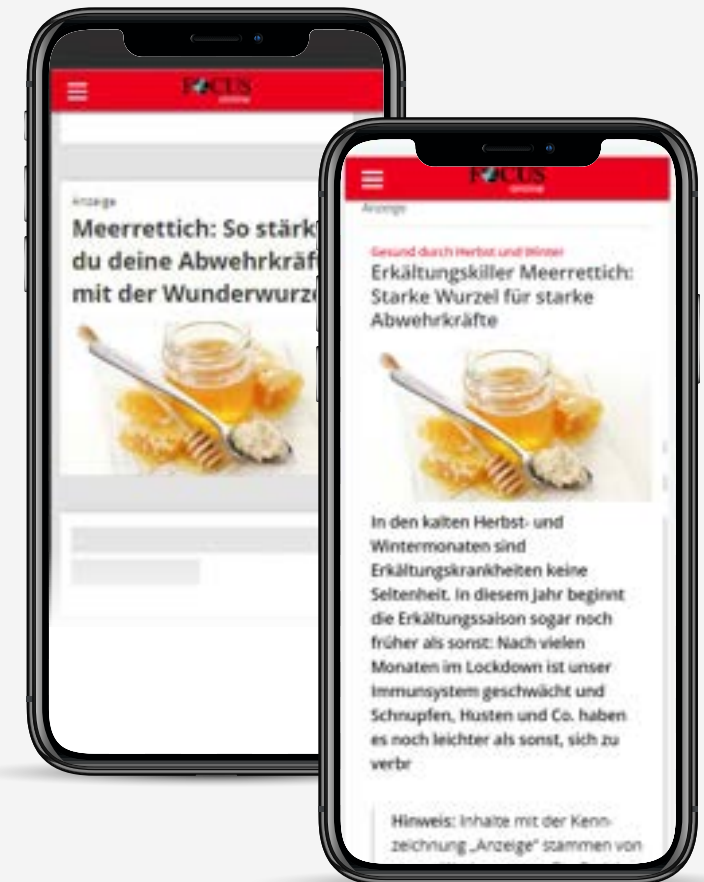 FOCUS
online
Anzeige
Meerrettich: So stärk
du deine Abwehrkräf
mit der Wunderwurze
FOCUS
online
Anzeige
Gesund durch Herbst und Winter
Erkältungskiller Meerrettich:
Starke Wurzel für starke
Abwehrkräfte
In den kalten Herbst- und
Wintermonaten sind
Erkältungskrankheiten keine
Seltenheit. In diesem Jahr beginnt
die Erkältungssaison sogar noch
früher als sonst: Nach vielen
Monaten im Lockdown ist unser
Immunsystem geschwächt und
Schnupfen, Husten und Co. haben
es noch leichter als sonst, sich zu
verbr
Hinweis: Inhalte mit der Kenn-
zeichnung „Anzeige" stammen von